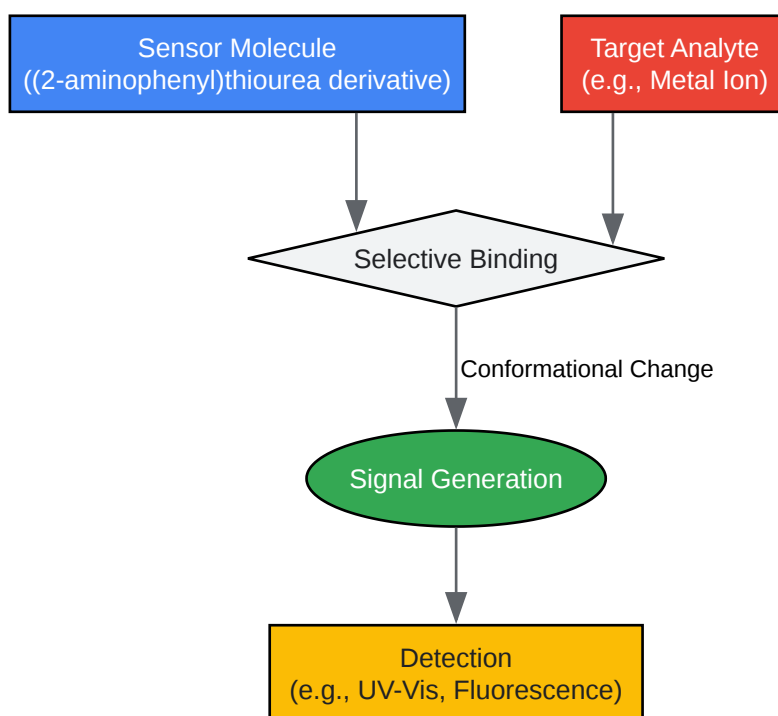 Sensor Molecule
((2-aminophenyl)thiourea derivative)
Target Analyte
(e.g., Metal Ion)
Selective Binding
Conformational Change
Signal Generation
Detection
(e.g., UV-Vis, Fluorescence)